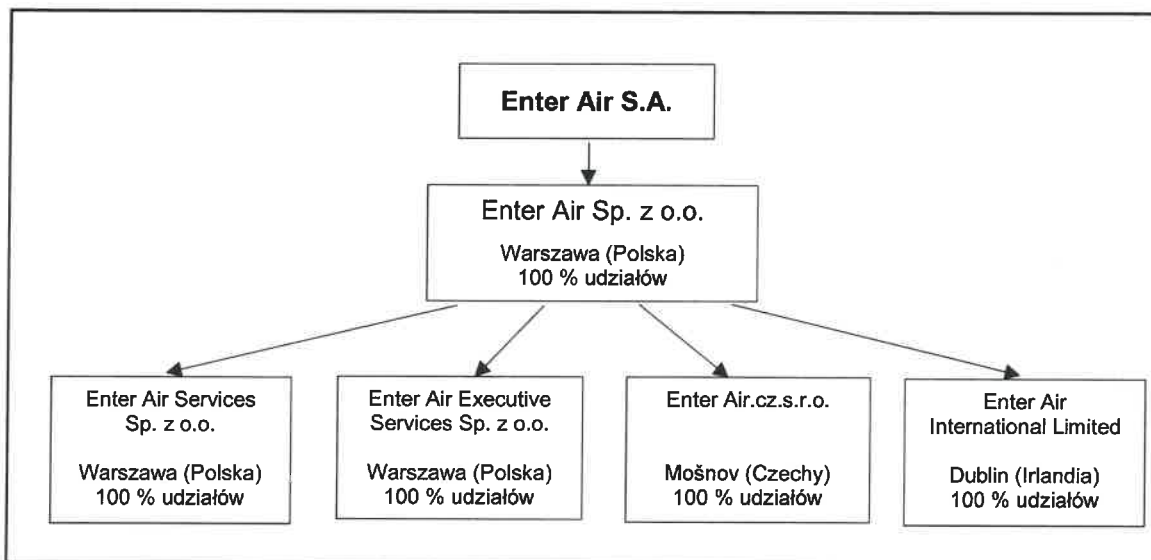 Enter Air S.A.
Enter Air Sp. z o.o.
Warszawa (Polska)
100 % udziałów
Enter Air Services
Sp. z o.o.
Warszawa (Polska)
100 % udziałów
Enter Air Executive
Services Sp. z o.o.
Warszawa (Polska)
100 % udziałów
Enter Air.cz.s.r.o.
Mošnov (Czechy)
100 % udziałów
Enter Air
International Limited
Dublin (Irlandia)
100 % udziałów